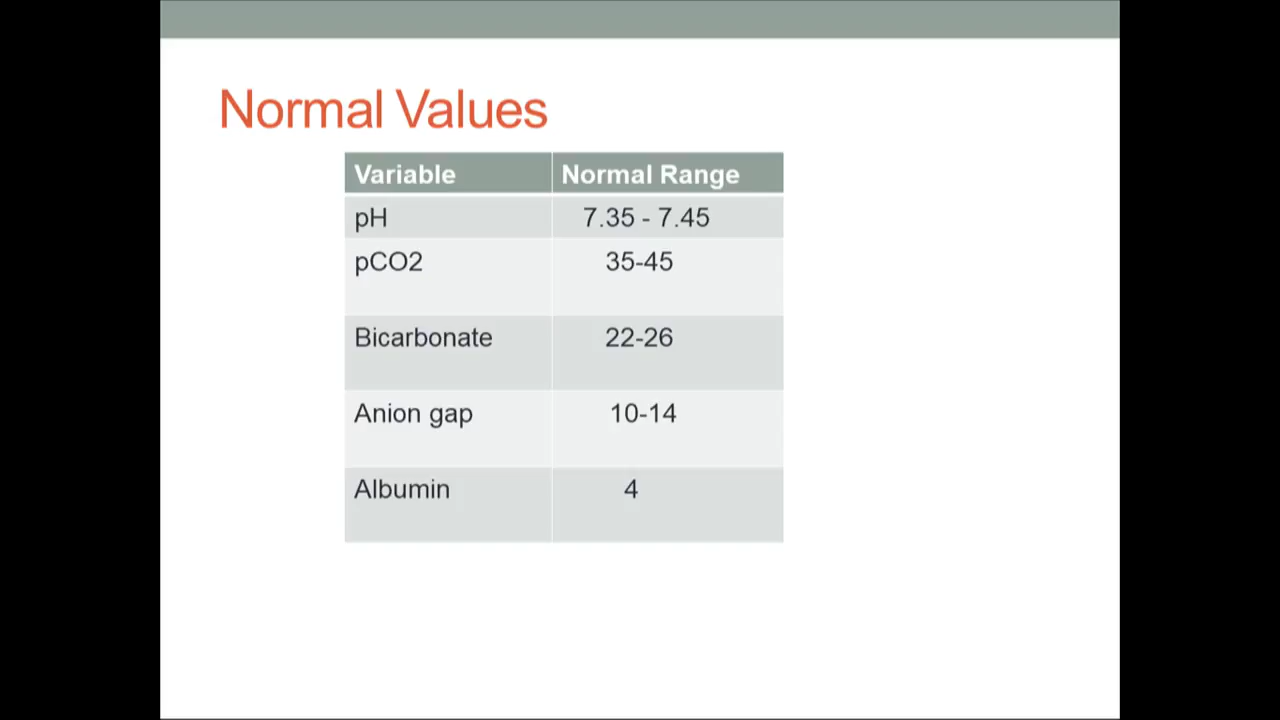 Normal Values
Variable Normal Range
pH 7.35 - 7.45
pCO2 35-45
Bicarbonate 22-26
Anion gap 10-14
Albumin 4